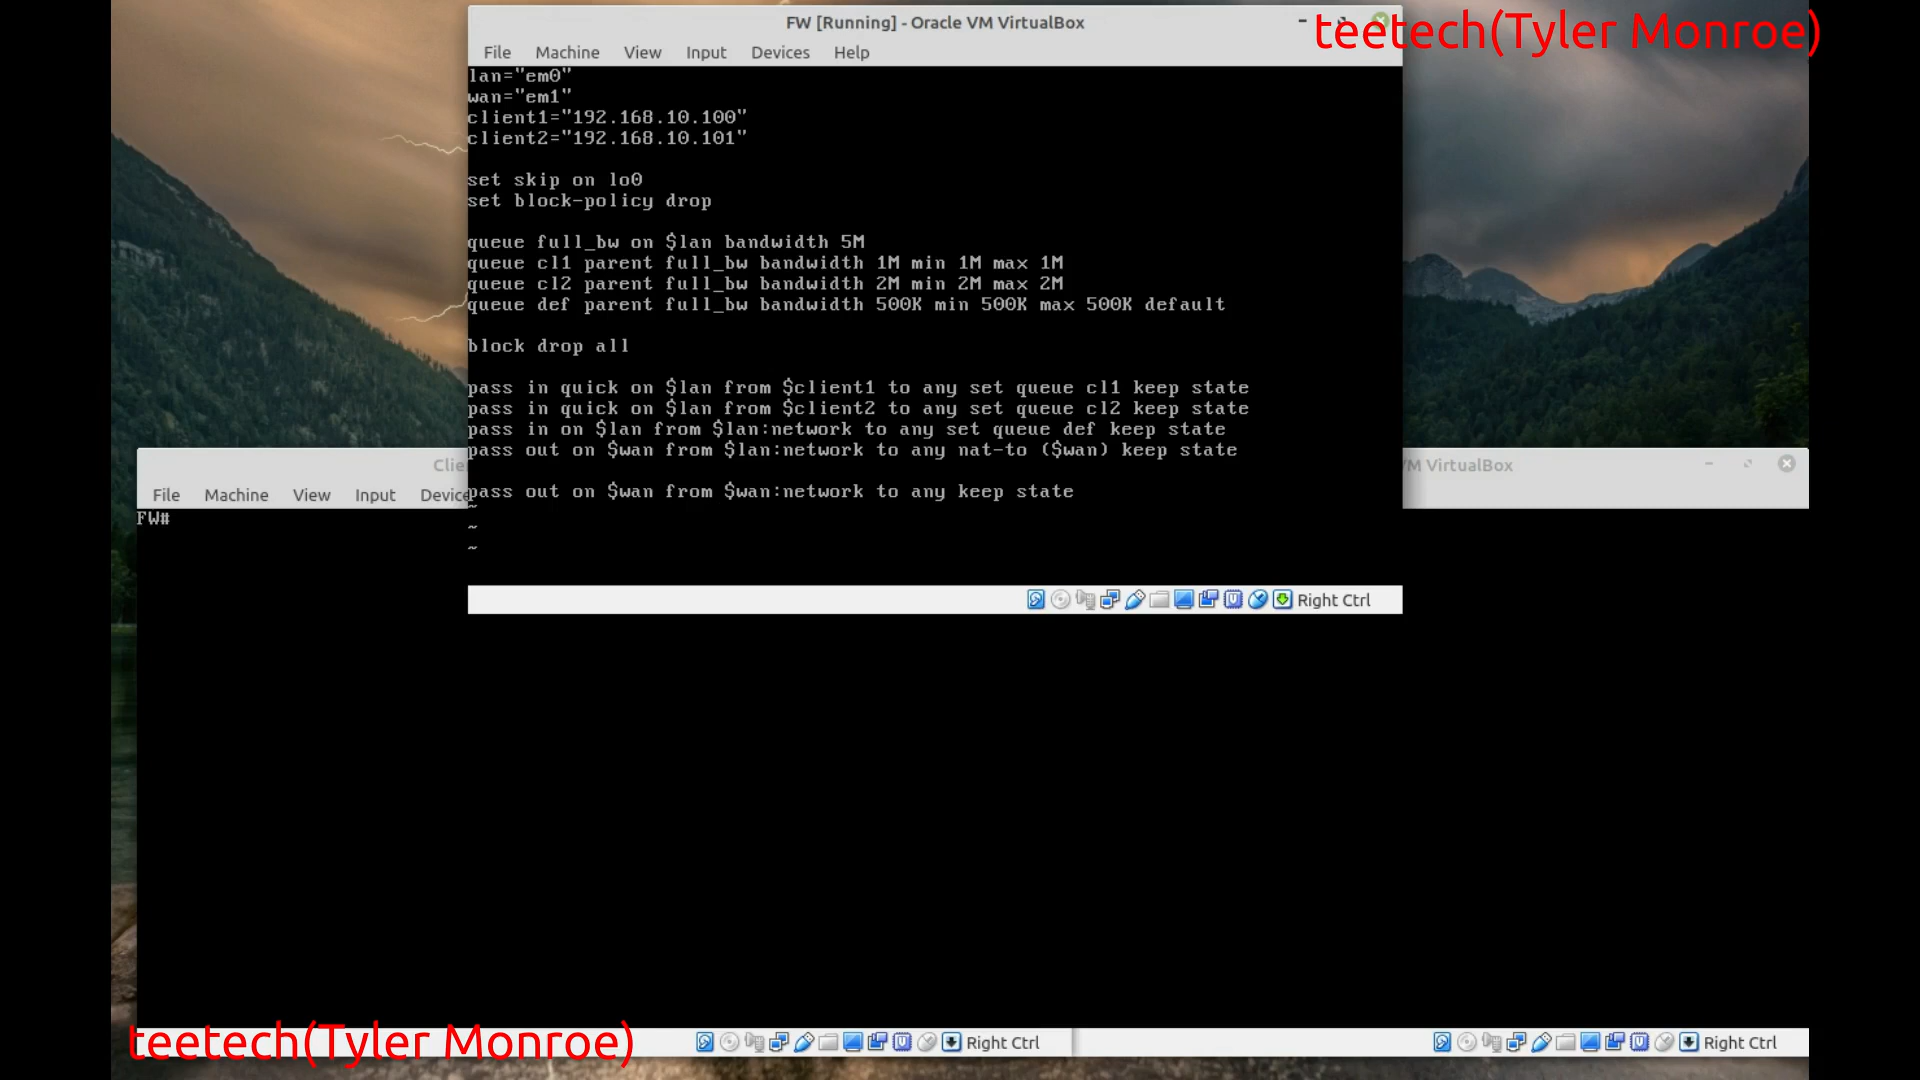 FW [Running] - Oracle VM VirtualBox
teetech(Tyler Monroe)
File Machine View Input Devices Help
lan="em0"
wan="em1"
client1="192.168.10.100"
client2="192.168.10.101"
set skip on lo0
set block-policy drop
queue full_bw on $lan bandwidth 5M
queue cl1 parent full_bw bandwidth 1M min 1M max 1M
queue cl2 parent full_bw bandwidth 2M min 2M max 2M
queue def parent full_bw bandwidth 500K min 500K max 500K default
block drop all
pass in quick on $lan from $client1 to any set queue cl1 keep state
pass in quick on $lan from $client2 to any set queue cl2 keep state
pass in on $lan from $lan:network to any set queue def keep state
pass out on $wan from $lan:network to any nat-to ($wan) keep state
pass out on $wan from $wan:network to any keep state
~
~
~
Right Ctrl
Clie
VM VirtualBox
File Machine View Input Device
FW#
teetech(Tyler Monroe)
Right Ctrl
Right Ctrl